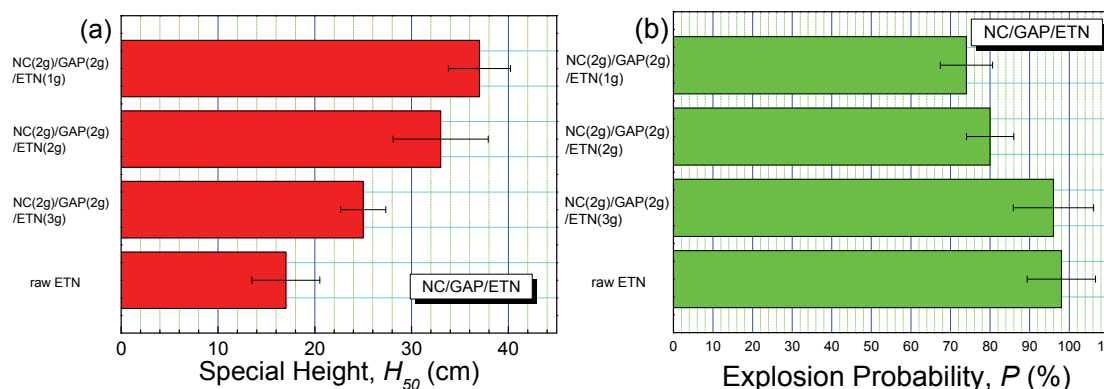 (a)
NC(2g)/GAP(2g)
/ETN(1g)
NC(2g)/GAP(2g)
/ETN(2g)
NC(2g)/GAP(2g)
/ETN(3g)
raw ETN
NC/GAP/ETN
0 10 20 30 40
Special Height, H50 (cm)
(b)
NC/GAP/ETN
NC(2g)/GAP(2g)
/ETN(1g)
NC(2g)/GAP(2g)
/ETN(2g)
NC(2g)/GAP(2g)
/ETN(3g)
raw ETN
0 10 20 30 40 50 60 70 80 90 100
Explosion Probability, P (%)